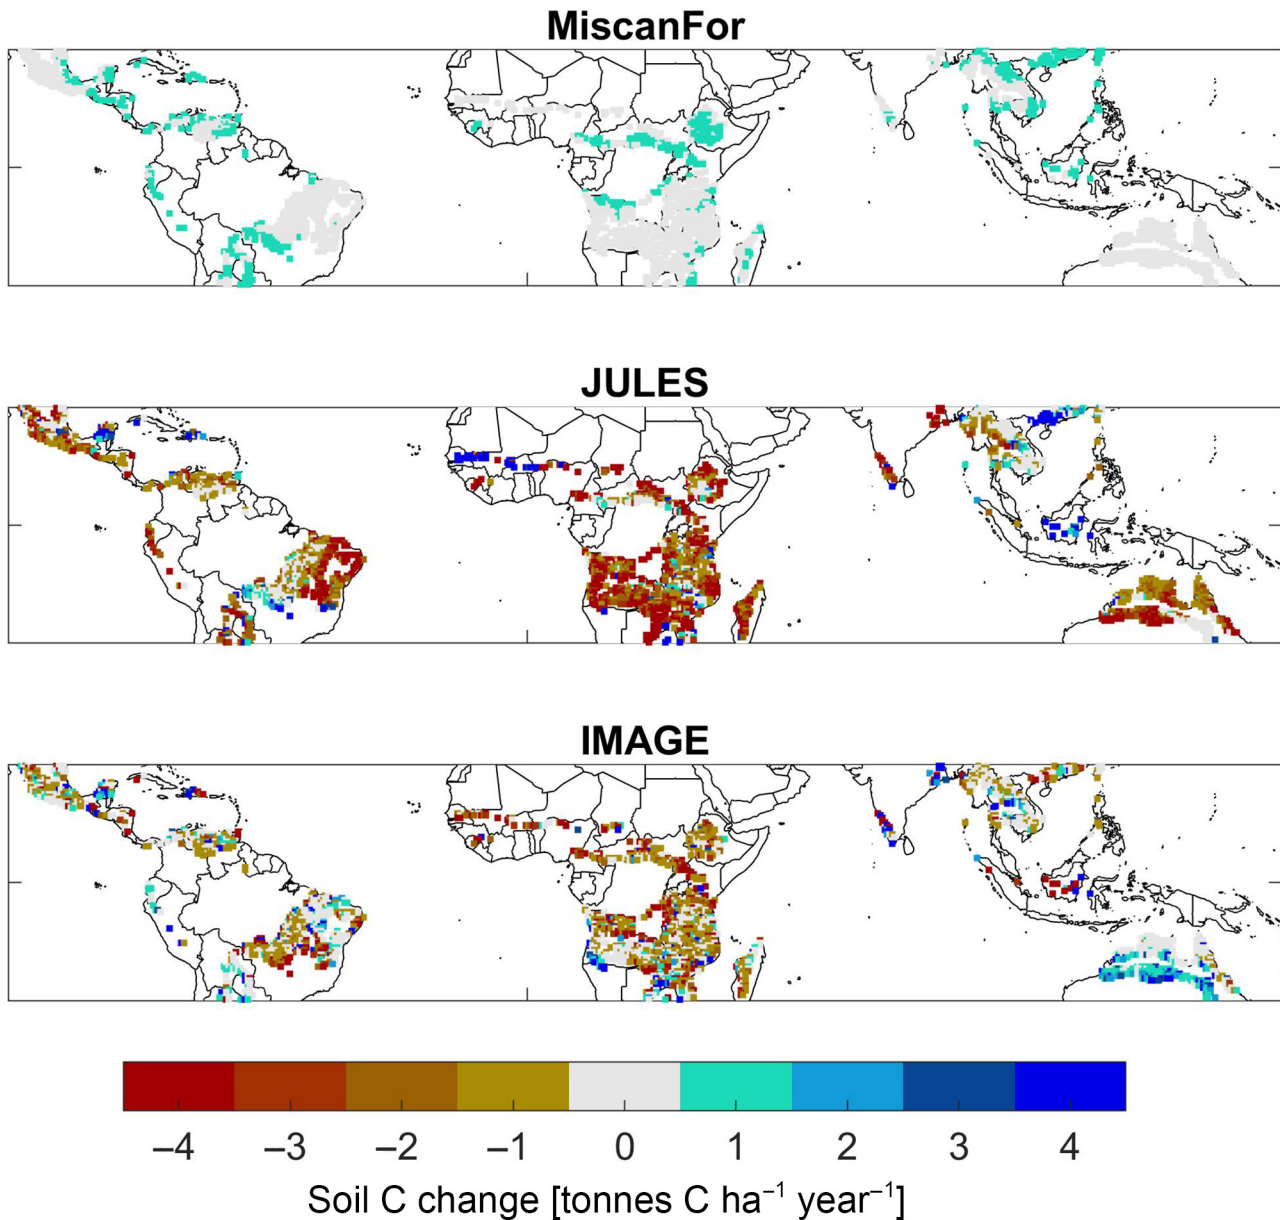 MiscanFor
JULES
IMAGE
–4 –3 –2 –1 0 1 2 3 4
Soil C change [tonnes C ha⁻¹ year⁻¹]